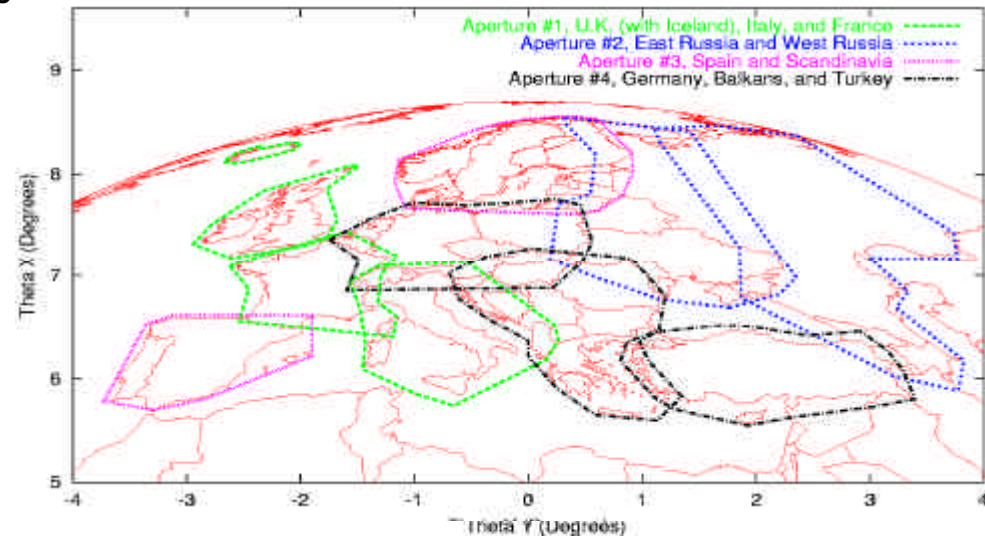 Aperture #1, U.K, (with Iceland), Italy, and France
Aperture #2, East Russia and West Russia
Aperture #3, Spain and Scandinavia
Aperture #4, Germany, Balkans, and Turkey
9
8
7
6
5
Theta X (Degrees)
-4 -3 -2 -1 0 1 2 3 4
Theta Y (Degrees)